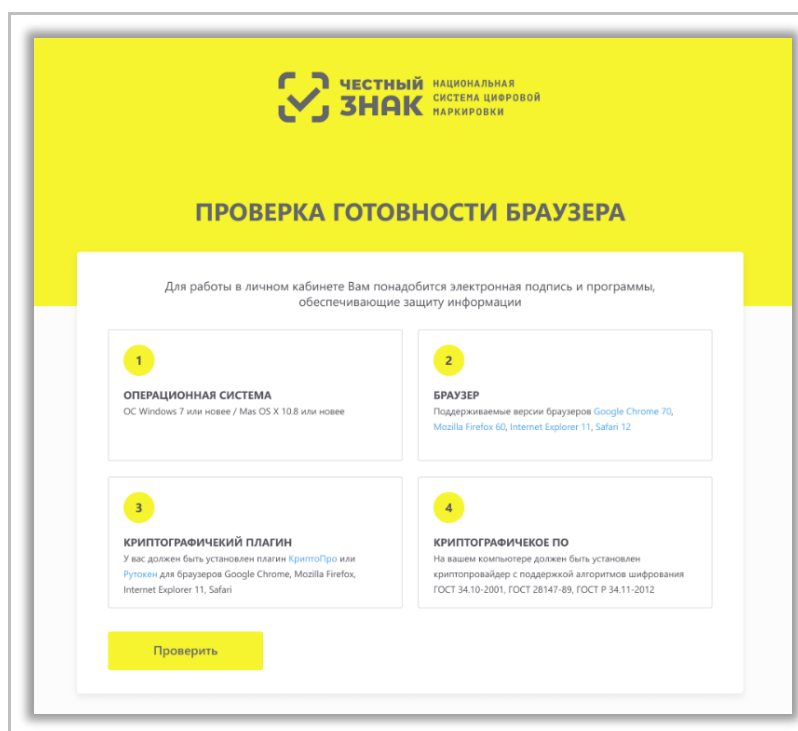 ЧЕСТНЫЙ ЗНАК
НАЦИОНАЛЬНАЯ
СИСТЕМА ЦИФРОВОЙ
МАРКИРОВКИ
ПРОВЕРКА ГОТОВНОСТИ БРАУЗЕРА
Для работы в личном кабинете Вам понадобится электронная подпись и программы,
обеспечивающие защиту информации
1
ОПЕРАЦИОННАЯ СИСТЕМА
ОС Windows 7 или новее / Mas OS X 10.8 или новее
2
БРАУЗЕР
Поддерживаемые версии браузеров Google Chrome 70,
Mozilla Firefox 60, Internet Explorer 11, Safari 12
3
КРИПТОГРАФИЧЕКИЙ ПЛАГИН
У вас должен быть установлен плагин КриптоПро или
Рутокен для браузеров Google Chrome, Mozilla Firefox,
Internet Explorer 11, Safari
4
КРИПТОГРАФИЧЕКОЕ ПО
На вашем компьютере должен быть установлен
криптопровайдер с поддержкой алгоритмов шифрования
ГОСТ 34.10-2001, ГОСТ 28147-89, ГОСТ Р 34.11-2012
Проверить